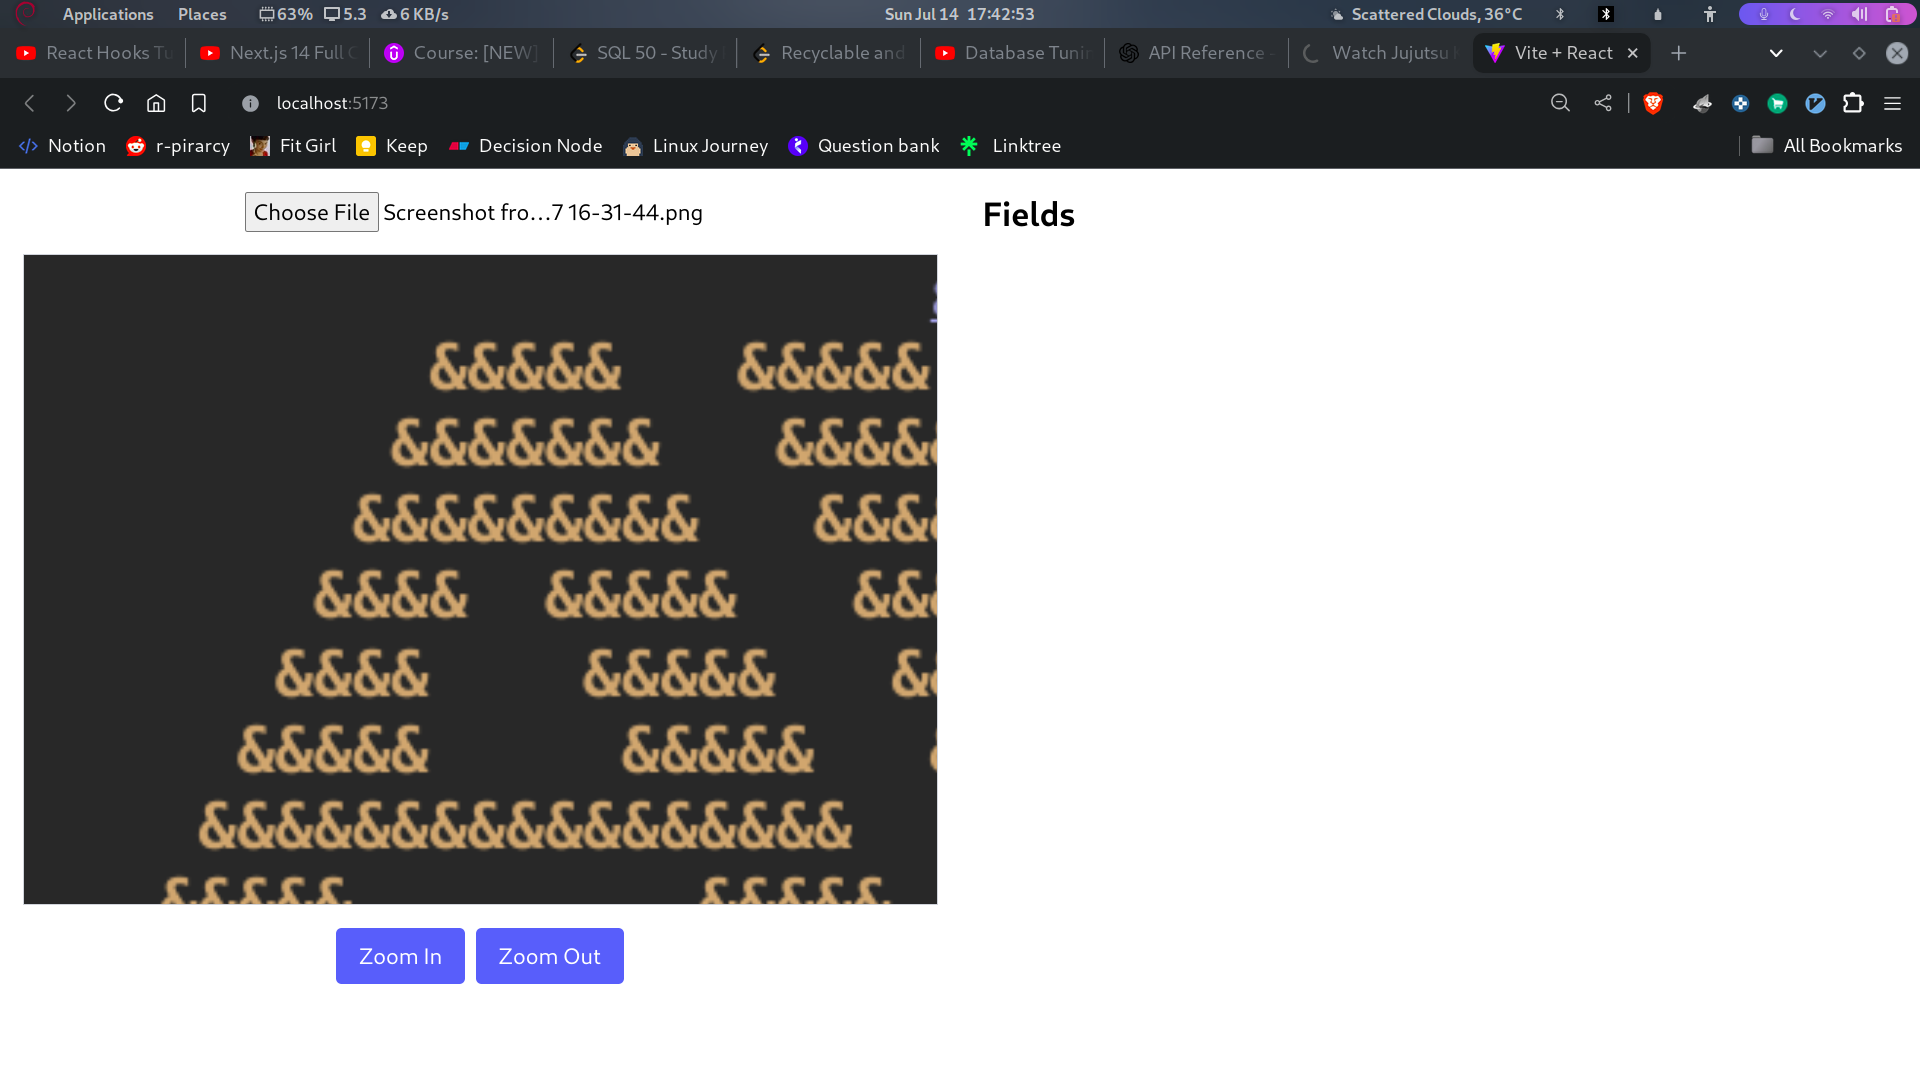 Applications Places 63% 5.3 6 KB/s Sun Jul 14 17:42:53 Scattered Clouds, 36°C
React Hooks Tu Next.js 14 Full C Course: [NEW] SQL 50 - Study Recyclable and Database Tunin API Reference - Watch Jujutsu K Vite + React
localhost:5173
Notion r-pirarcy Fit Girl Keep Decision Node Linux Journey Question bank Linktree All Bookmarks
Choose File Screenshot fro...7 16-31-44.png Fields
&&&&& &&&&&
&&&&&&& &&&&
&&&&&&&&& &&&
&&&& &&&&& &&
&&&& &&&&& &
&&&&& &&&&&
&&&&&&&&&&&&&&&&&
&&&&& &&&&&
Zoom In Zoom Out